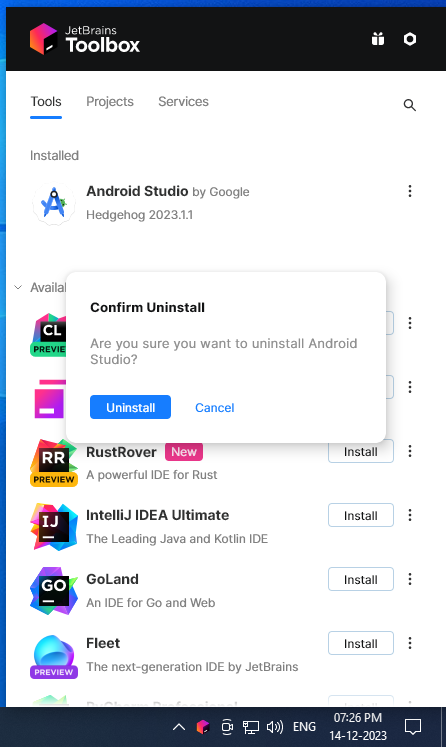 JetBrains
Toolbox
Tools Projects Services
Installed
Android Studio by Google
Hedgehog 2023.1.1
Confirm Uninstall
Are you sure you want to uninstall Android
Studio?
Uninstall Cancel
CL
PREVIEW
RR
PREVIEW
RustRover New
A powerful IDE for Rust
Install
IJ
IntelliJ IDEA Ultimate
The Leading Java and Kotlin IDE
Install
GO
GoLand
An IDE for Go and Web
Install
PREVIEW
Fleet
The next-generation IDE by JetBrains
Install
PyCharm Professional
Install
ENG
07:26 PM
14-12-2023